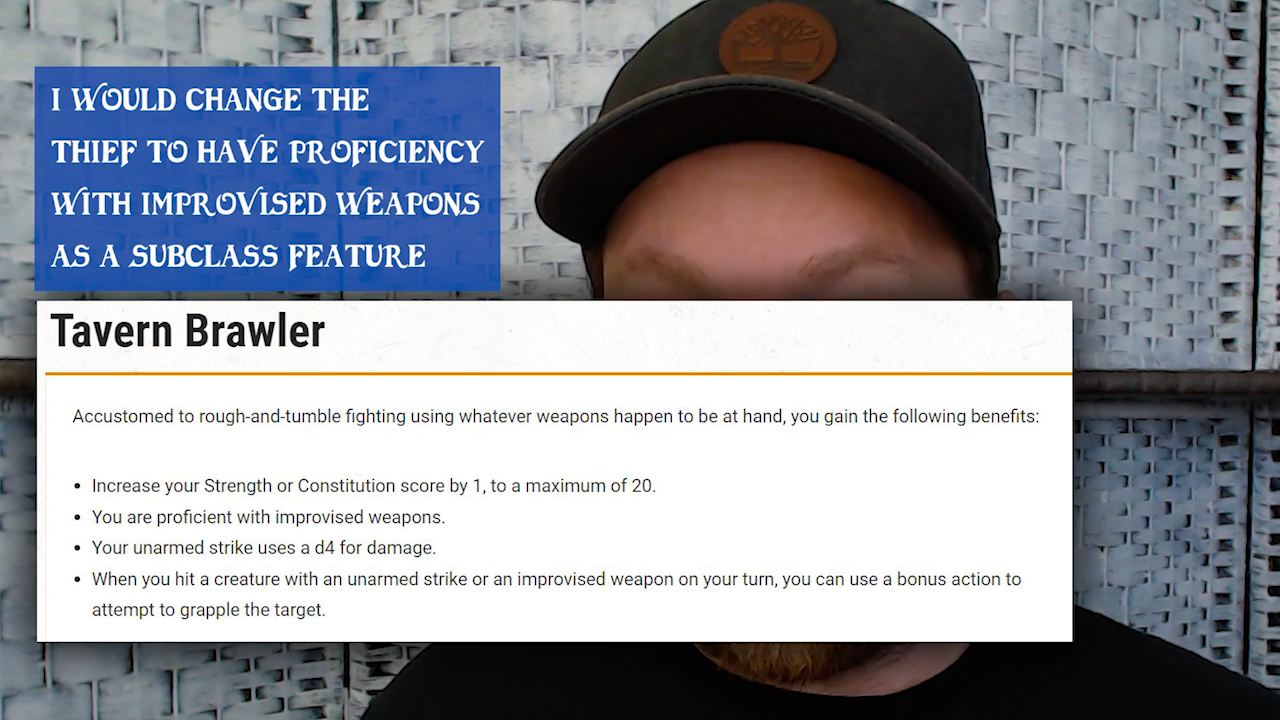 I WOULD CHANGE THE
THIEF TO HAVE PROFICIENCY
WITH IMPROVISED WEAPONS
AS A SUBCLASS FEATURE
Tavern Brawler
Accustomed to rough-and-tumble fighting using whatever weapons happen to be at hand, you gain the following benefits:
• Increase your Strength or Constitution score by 1, to a maximum of 20.
• You are proficient with improvised weapons.
• Your unarmed strike uses a d4 for damage.
• When you hit a creature with an unarmed strike or an improvised weapon on your turn, you can use a bonus action to
attempt to grapple the target.